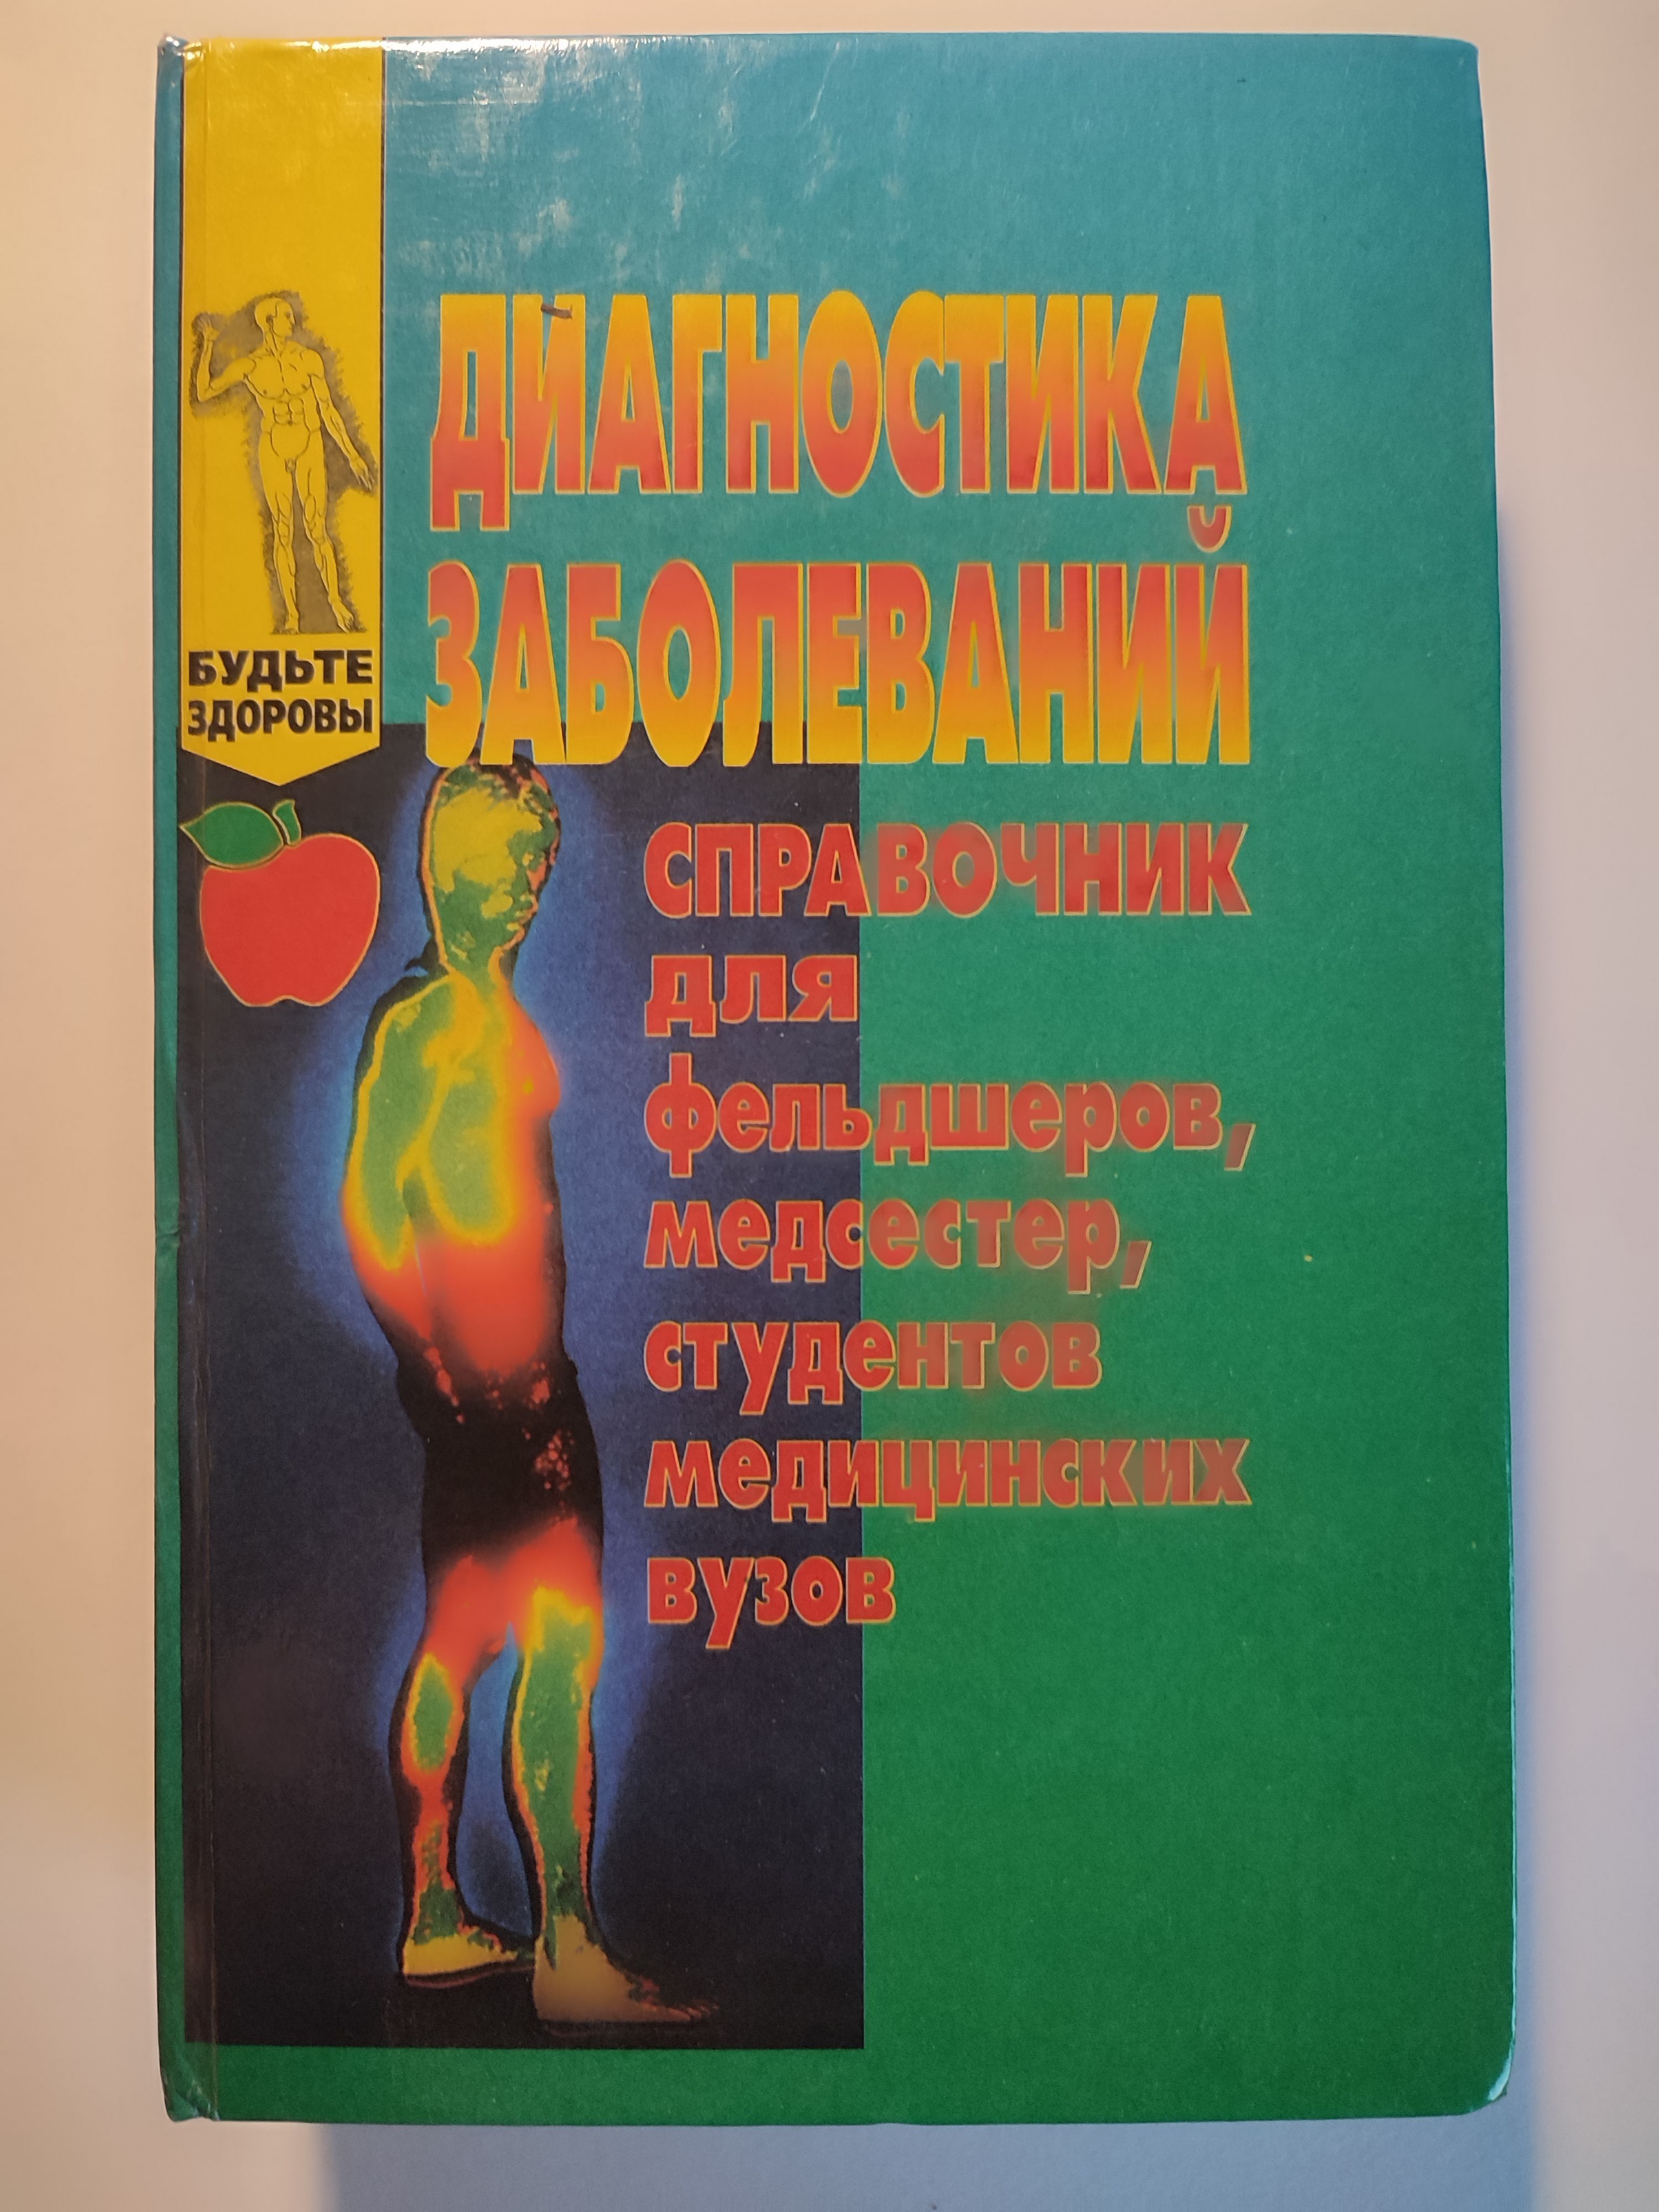 БУДЬТЕ
ЗДОРОВЫ
ДИАГНОСТИКА
ЗАБОЛЕВАНИЙ
СПРАВОЧНИК
для
фельдшеров,
медсестер,
студентов
медицинских
вузов